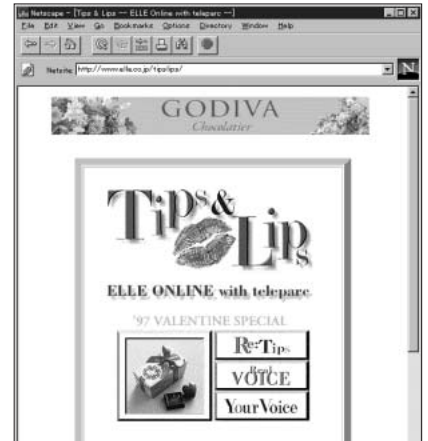 Netscape - [Tips & Lips -- ELLE Online with teleparc --]
File Edit View Go Bookmarks Options Directory Window Help
Netsite: http://www.elle.co.jp/tipslips/
N
GODIVA
Chocolatier
Tips &
Lips
ELLE ONLINE with teleparc
'97 VALENTINE SPECIAL
Re:Tips
Real
VOICE
Your Voice